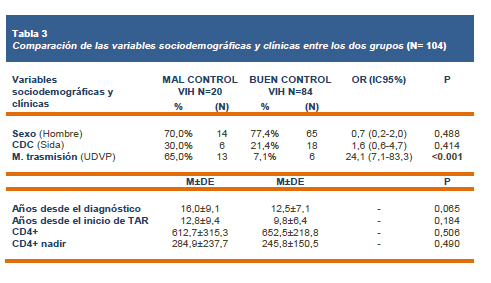 Tabla 3
Comparación de las variables sociodemográficas y clínicas entre los dos grupos (N= 104)
Variables sociodemográficas y clínicas MAL CONTROL VIH N=20 BUEN CONTROL VIH N=84 OR (IC95%) P
% (N) % (N)
Sexo (Hombre) 70,0% 14 77,4% 65 0,7 (0,2-2,0) 0,488
CDC (Sida) 30,0% 6 21,4% 18 1,6 (0,6-4,7) 0,414
M. trasmisión (UDVP) 65,0% 13 7,1% 6 24,1 (7,1-83,3) <0.001
M±DE M±DE P
Años desde el diagnóstico 16,0±9,1 12,5±7,1 - 0,065
Años desde el inicio de TAR 12,8±9,4 9,8±6,4 - 0,184
CD4+ 612,7±315,3 652,5±218,8 - 0,506
CD4+ nadir 284,9±237,7 245,8±150,5 - 0,490